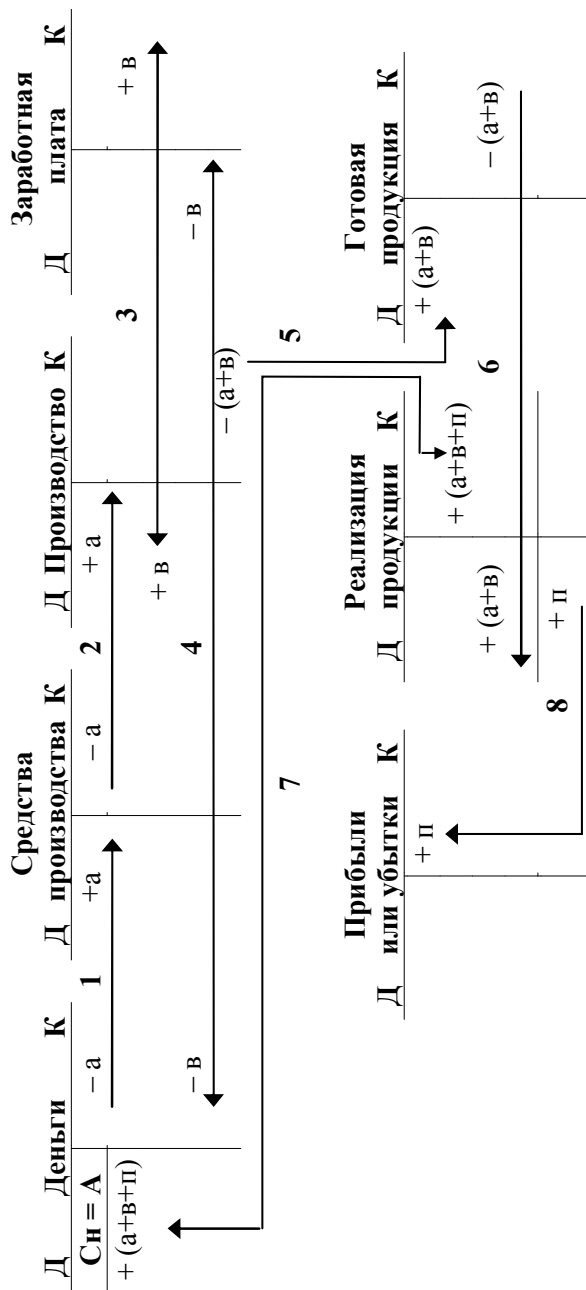 Д Деньги К
Сн = А
+ (а+в+п)
– а
– в
1
Средства
Д производства К
+а
– а
2
Д Производство К
+ а
+ в
– (а+в)
3
4
Заработная
Д плата К
+ в
– в
5
7
Прибыли
Д или убытки К
+ п
8
Реализация
Д продукции К
+ (а+в)
+ п
+ (а+в+п)
6
Готовая
Д продукция К
+ (а+в)
– (а+в)